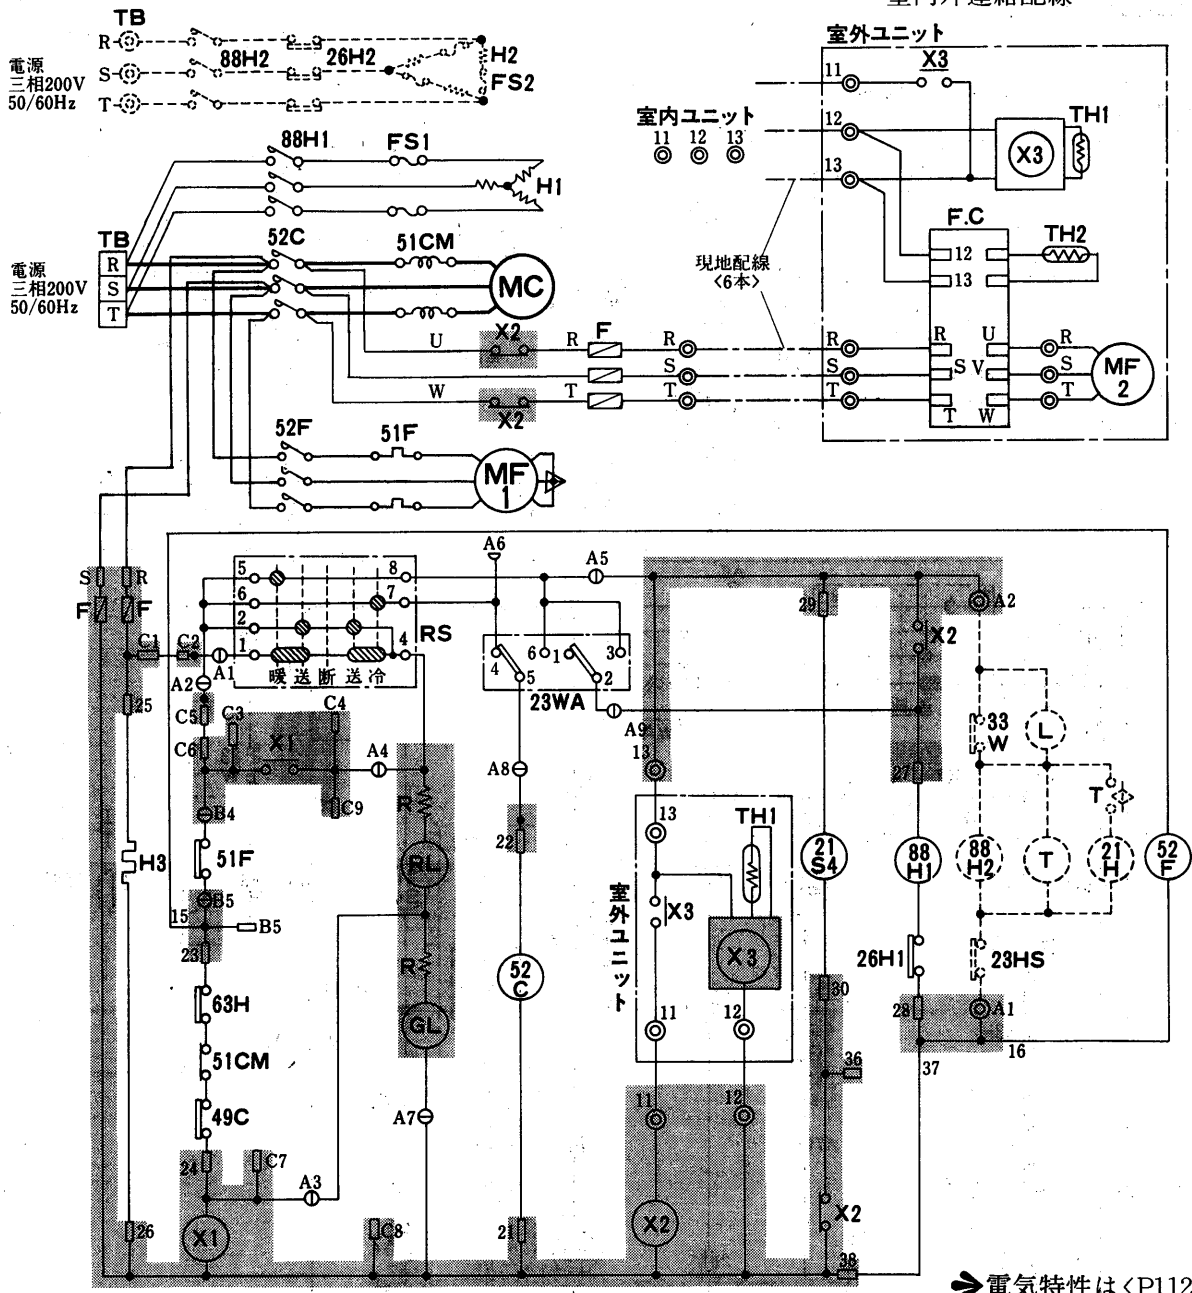 TB
R
S
T
電源
三相200V
50/60Hz
88H2
26H2
H2
FS2
88H1
FS1
H1
TB
R
S
T
電源
三相200V
50/60Hz
52C
51CM
MC
U
X2
R
F
R
S
W
X2
T
T
52F
51F
MF
1
室内ユニット
11 12 13
現地配線
<6本>
室外ユニット
11
X3
12
13
X3
TH1
F.C
12
13
TH2
R
S
T
R
S
T
U
V
W
R
S
T
MF
2
S
R
F
F
C1
C2
A1
A2
5
6
2
1
8
7
4
RS
暖 送 断 送 冷
A6
A5
4
5
6
1
3
2
23WA
A9
13
29
X2
A2
25
C5
C6
C3
X1
C4
A4
C9
B4
51F
B5
15
B5
23
H3
63H
51CM
49C
24
C7
A3
X1
26
C8
R
RL
R
GL
A7
A8
22
52
C
21
室外ユニット
13
X3
TH1
X3
11
12
11
12
X2
21
S4
30
36
X2
38
27
88
H1
26H1
28
37
33
W
L
T
88
H2
T
21
H
52
F
23HS
A1
16
➔電気特性は<P112